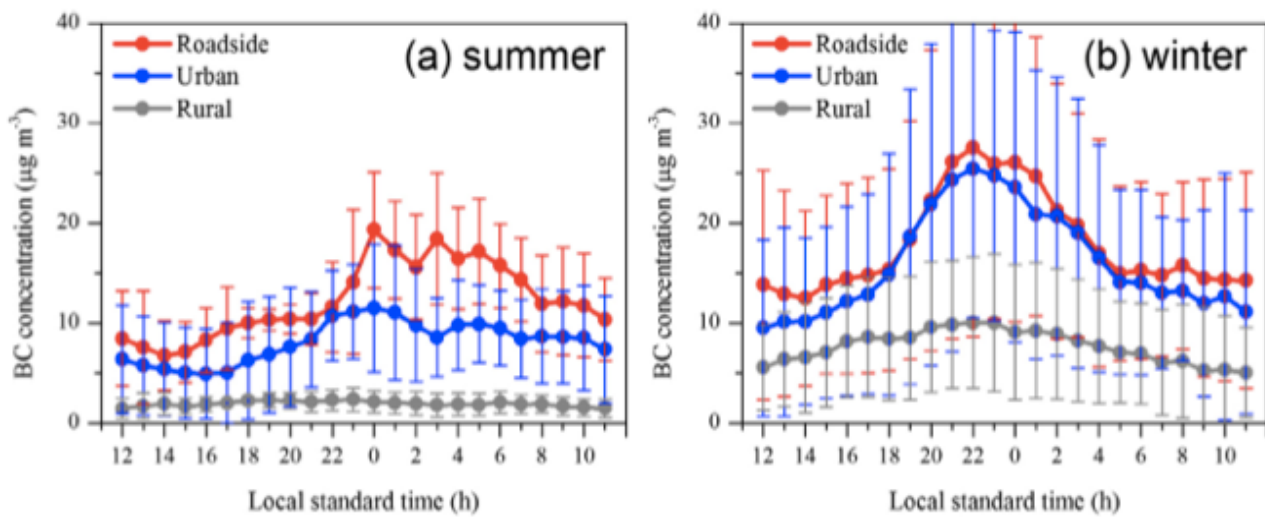 (a) summer
Roadside
Urban
Rural
BC concentration (μg m⁻³)
40
30
20
10
0
12 14 16 18 20 22 0 2 4 6 8 10
Local standard time (h)
(b) winter
Roadside
Urban
Rural
BC concentration (μg m⁻³)
40
30
20
10
0
12 14 16 18 20 22 0 2 4 6 8 10
Local standard time (h)